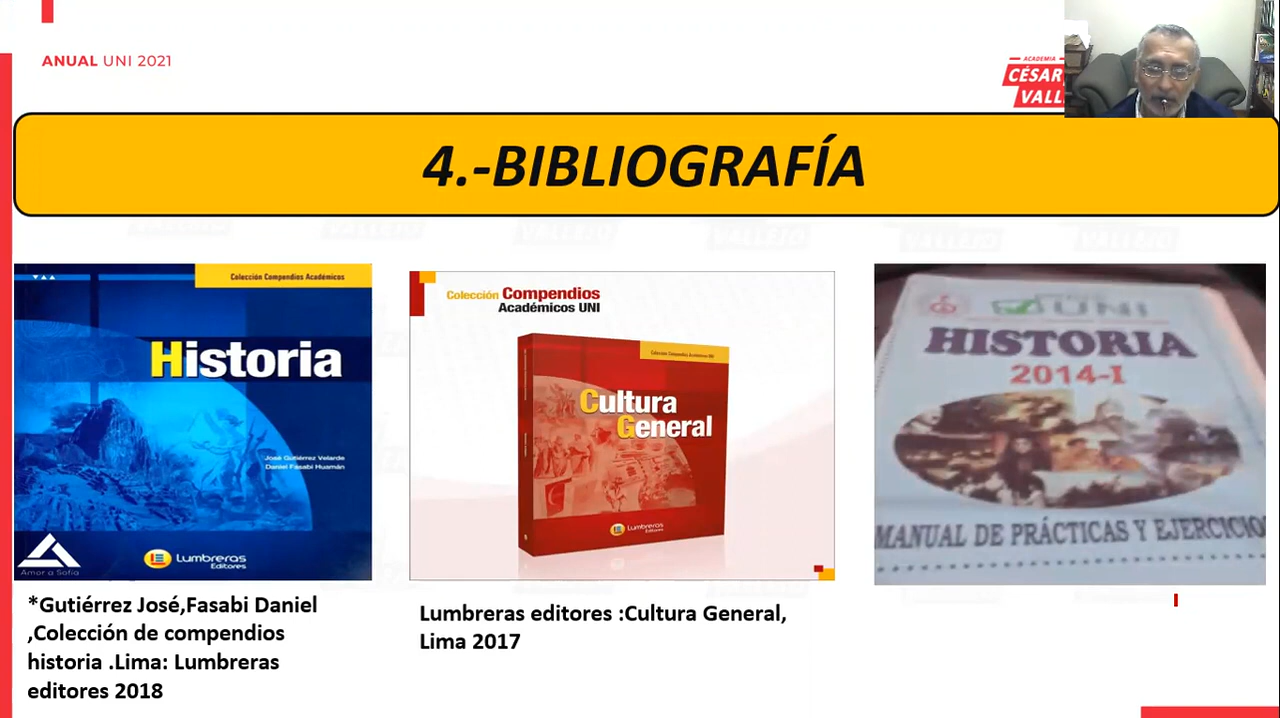 ANUAL UNI 2021
ACADEMIA
CÉSAR
VALL
4.-BIBLIOGRAFÍA
Colección Compendios Académicos
Historia
José Gutiérrez Velarde
Daniel Fasabi Huamán
Amor a Sofía
Lumbreras
Editores
*Gutiérrez José,Fasabi Daniel
,Colección de compendios
historia .Lima: Lumbreras
editores 2018
Colección Compendios
Académicos UNI
Colección Compendios Académicos UNI
Cultura
General
Lumbreras
Editores
Lumbreras editores :Cultura General,
Lima 2017
UNI
HISTORIA
2014-I
MANUAL DE PRÁCTICAS Y EJERCICIO